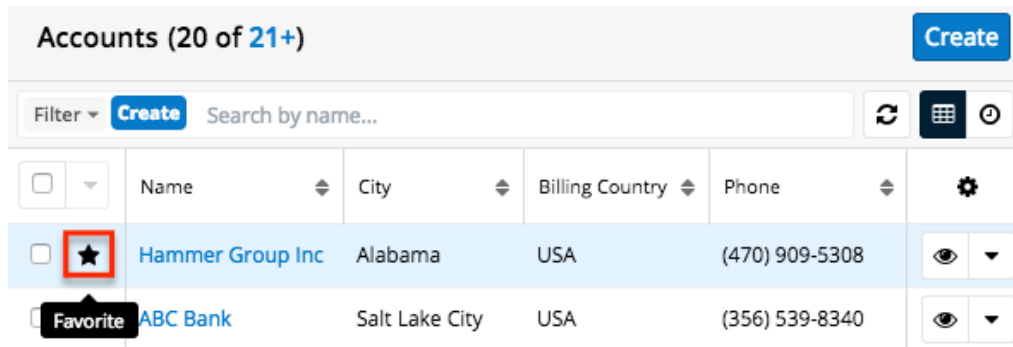 Accounts (20 of 21+) Create
Filter Create Search by name...
Name City Billing Country Phone
Hammer Group Inc Alabama USA (470) 909-5308
Favorite ABC Bank Salt Lake City USA (356) 539-8340